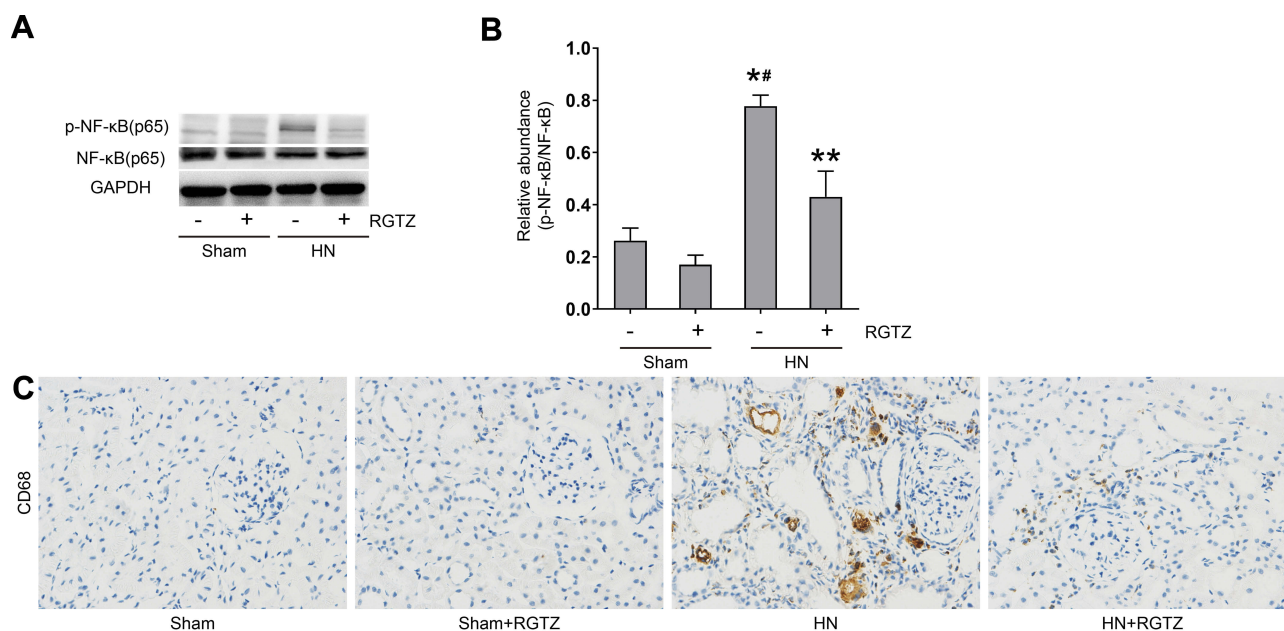 A
p-NF-κB(p65)
NF-κB(p65)
GAPDH
- + - + RGTZ
Sham HN
B
Relative abundance
(p-NF-κB/NF-κB)
1.0
0.8
0.6
0.4
0.2
0.0
*#
**
- + - + RGTZ
Sham HN
C
CD68
Sham Sham+RGTZ HN HN+RGTZ